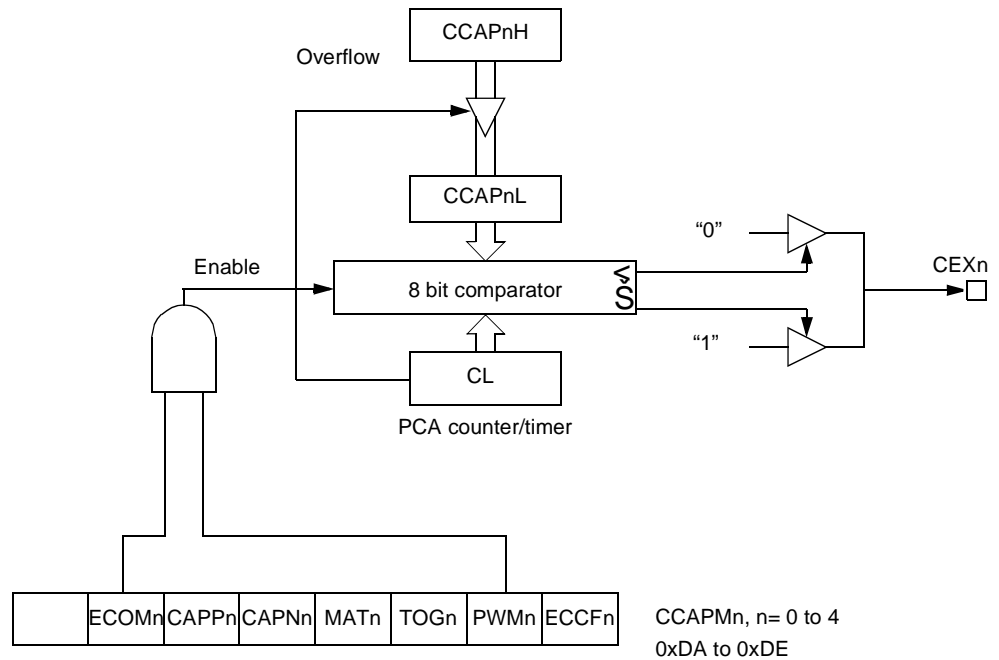 CCAPnH
Overflow
CCAPnL
“0”
Enable
CEXn
8 bit comparator
<
“1”
CL
PCA counter/timer
ECOMn CAPPn CAPNn MATn TOGn PWMn ECCFn
CCAPMn, n= 0 to 4
0xDA to 0xDE